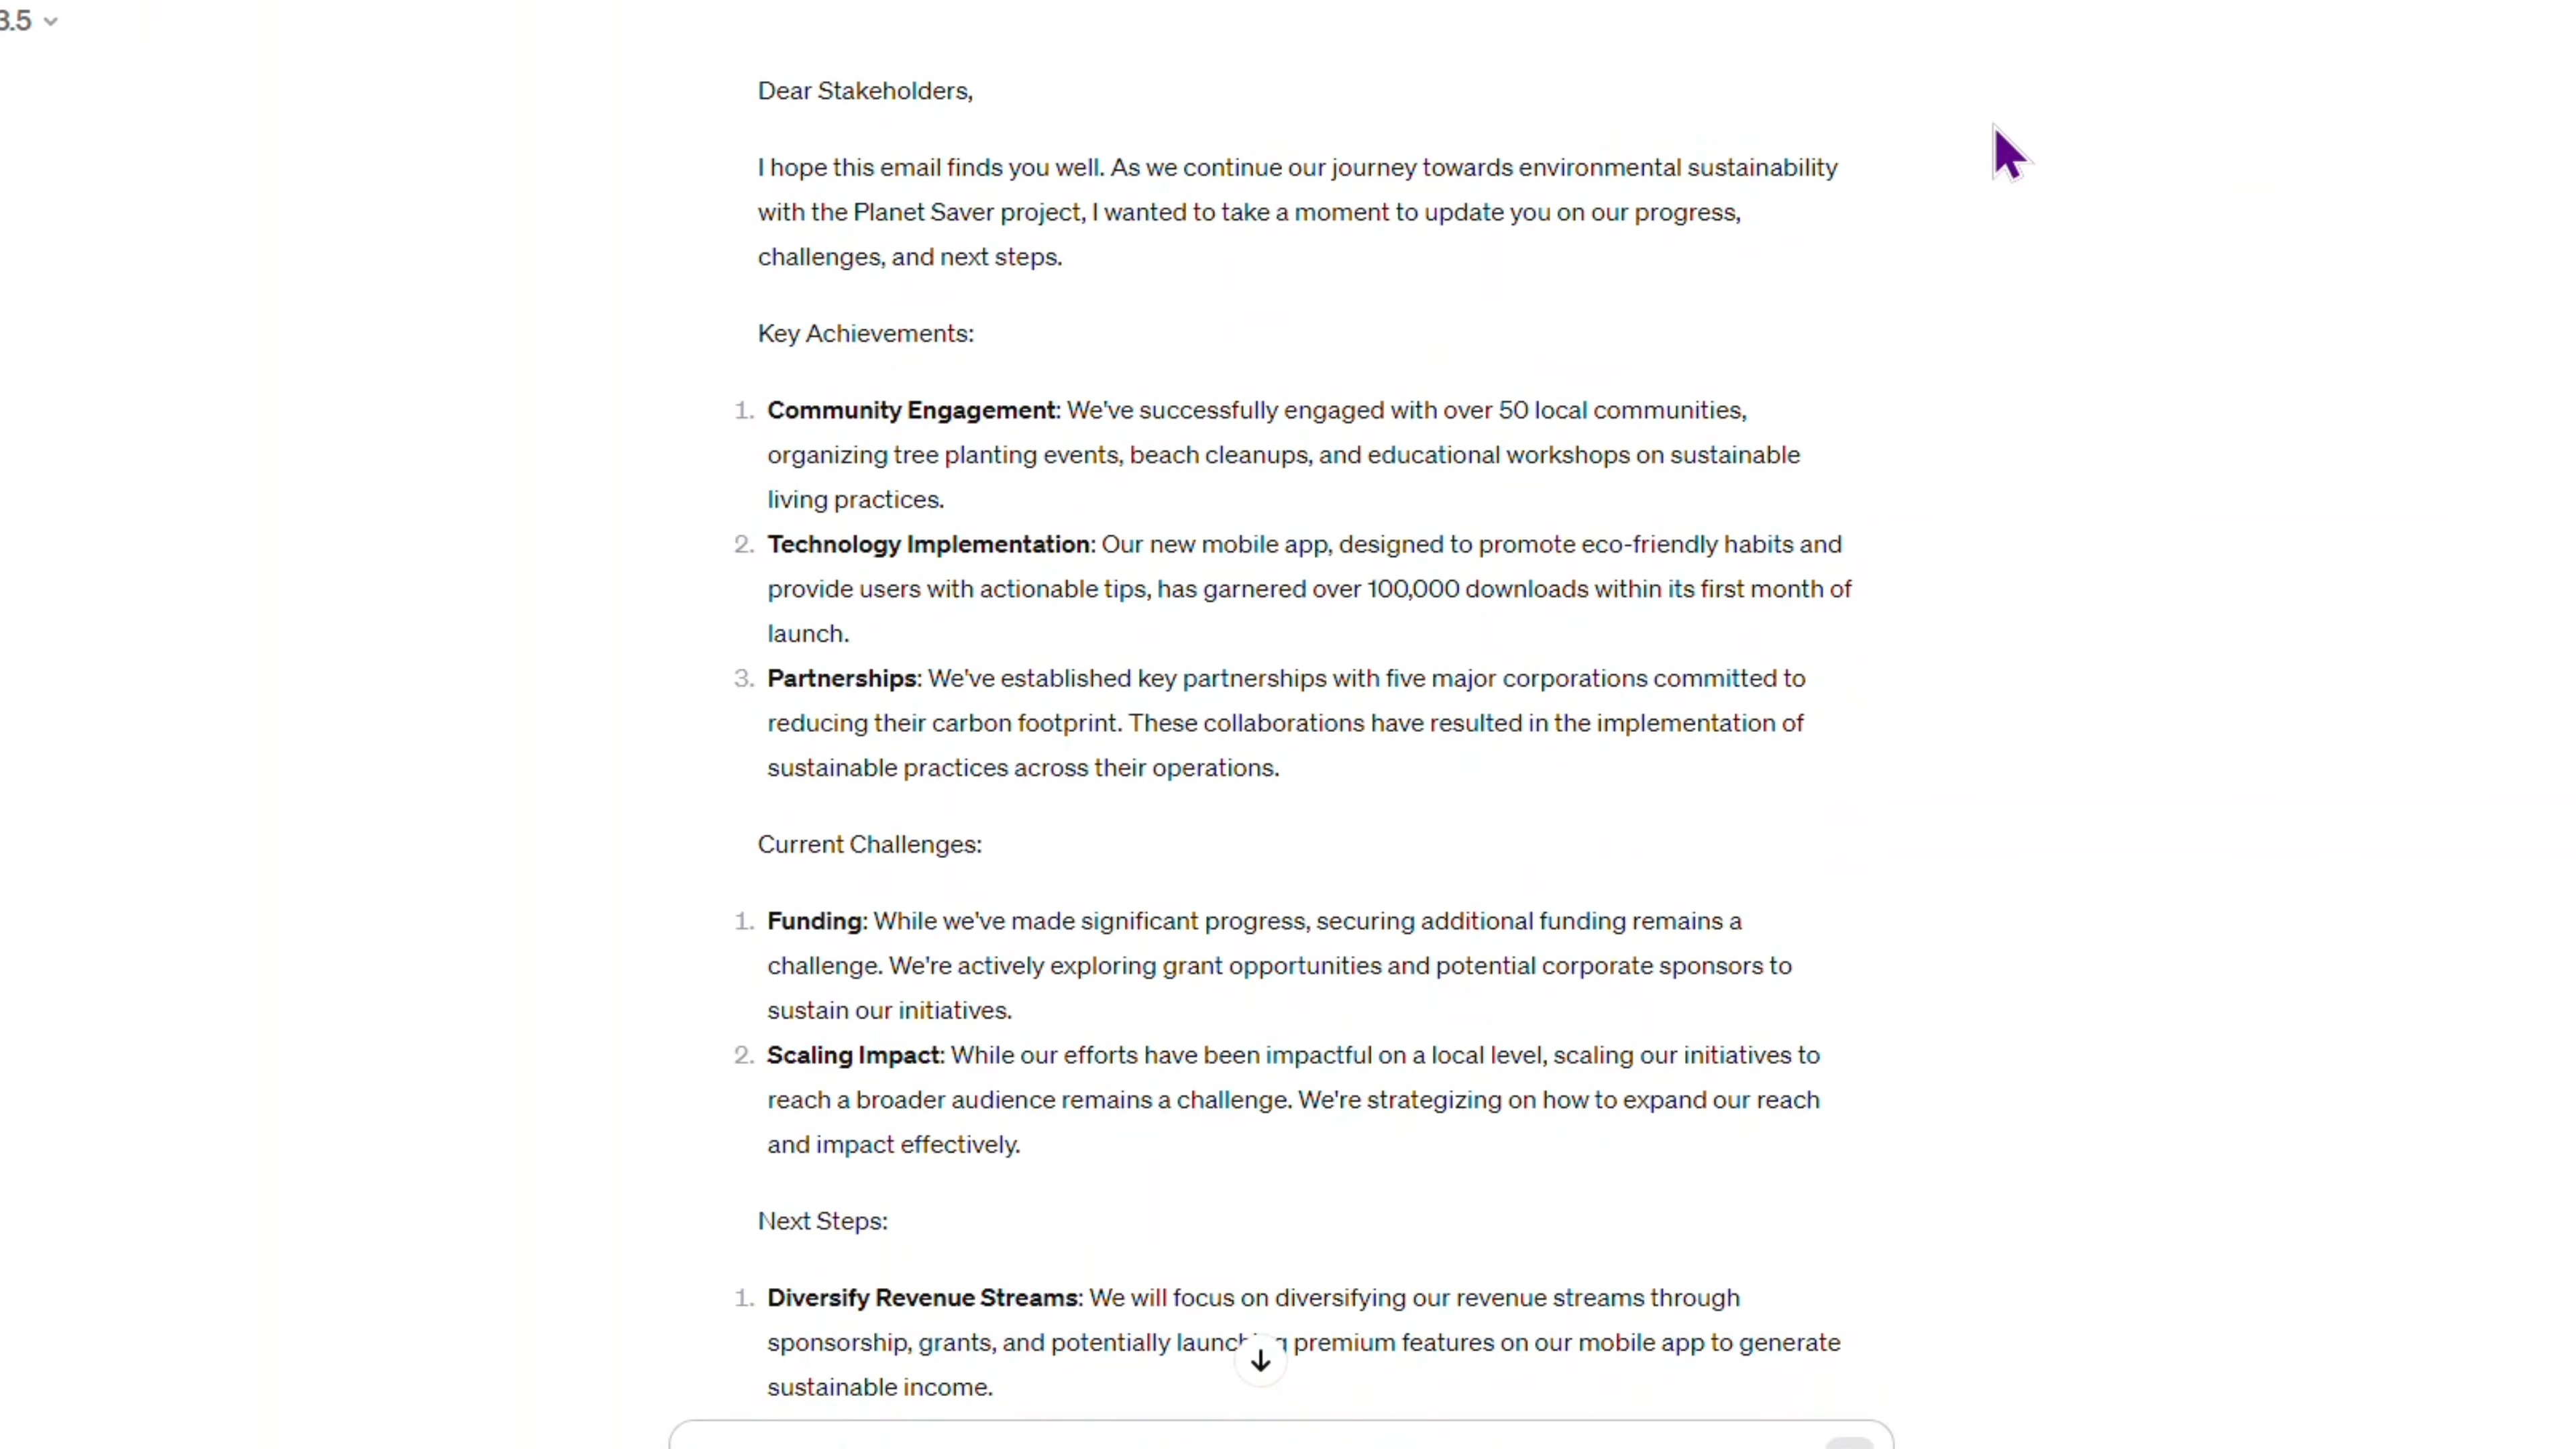 3.5
Dear Stakeholders,
I hope this email finds you well. As we continue our journey towards environmental sustainability
with the Planet Saver project, I wanted to take a moment to update you on our progress,
challenges, and next steps.
Key Achievements:
1. Community Engagement: We've successfully engaged with over 50 local communities,
organizing tree planting events, beach cleanups, and educational workshops on sustainable
living practices.
2. Technology Implementation: Our new mobile app, designed to promote eco-friendly habits and
provide users with actionable tips, has garnered over 100,000 downloads within its first month of
launch.
3. Partnerships: We've established key partnerships with five major corporations committed to
reducing their carbon footprint. These collaborations have resulted in the implementation of
sustainable practices across their operations.
Current Challenges:
1. Funding: While we've made significant progress, securing additional funding remains a
challenge. We're actively exploring grant opportunities and potential corporate sponsors to
sustain our initiatives.
2. Scaling Impact: While our efforts have been impactful on a local level, scaling our initiatives to
reach a broader audience remains a challenge. We're strategizing on how to expand our reach
and impact effectively.
Next Steps:
1. Diversify Revenue Streams: We will focus on diversifying our revenue streams through
sponsorship, grants, and potentially launching premium features on our mobile app to generate
sustainable income.